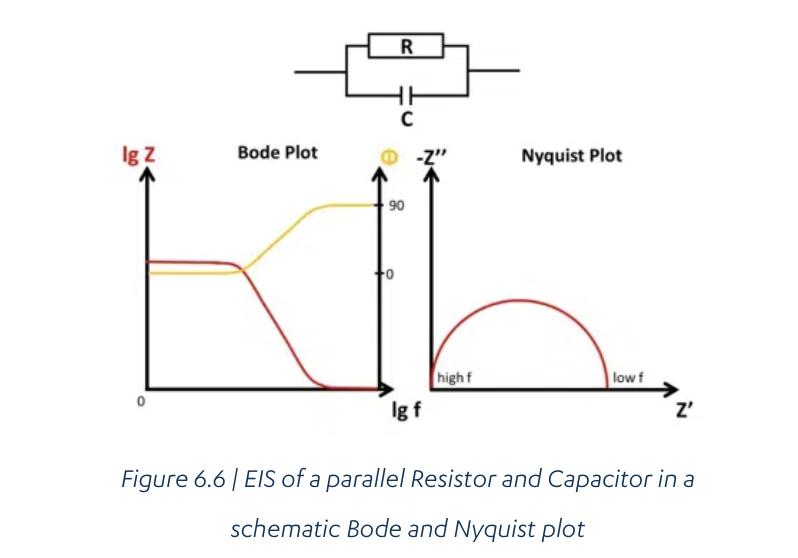 R
C
lg Z
Bode Plot
Φ
-Z’’
Nyquist Plot
90
0
high f
low f
0
lg f
Z’
Figure 6.6 | EIS of a parallel Resistor and Capacitor in a
schematic Bode and Nyquist plot